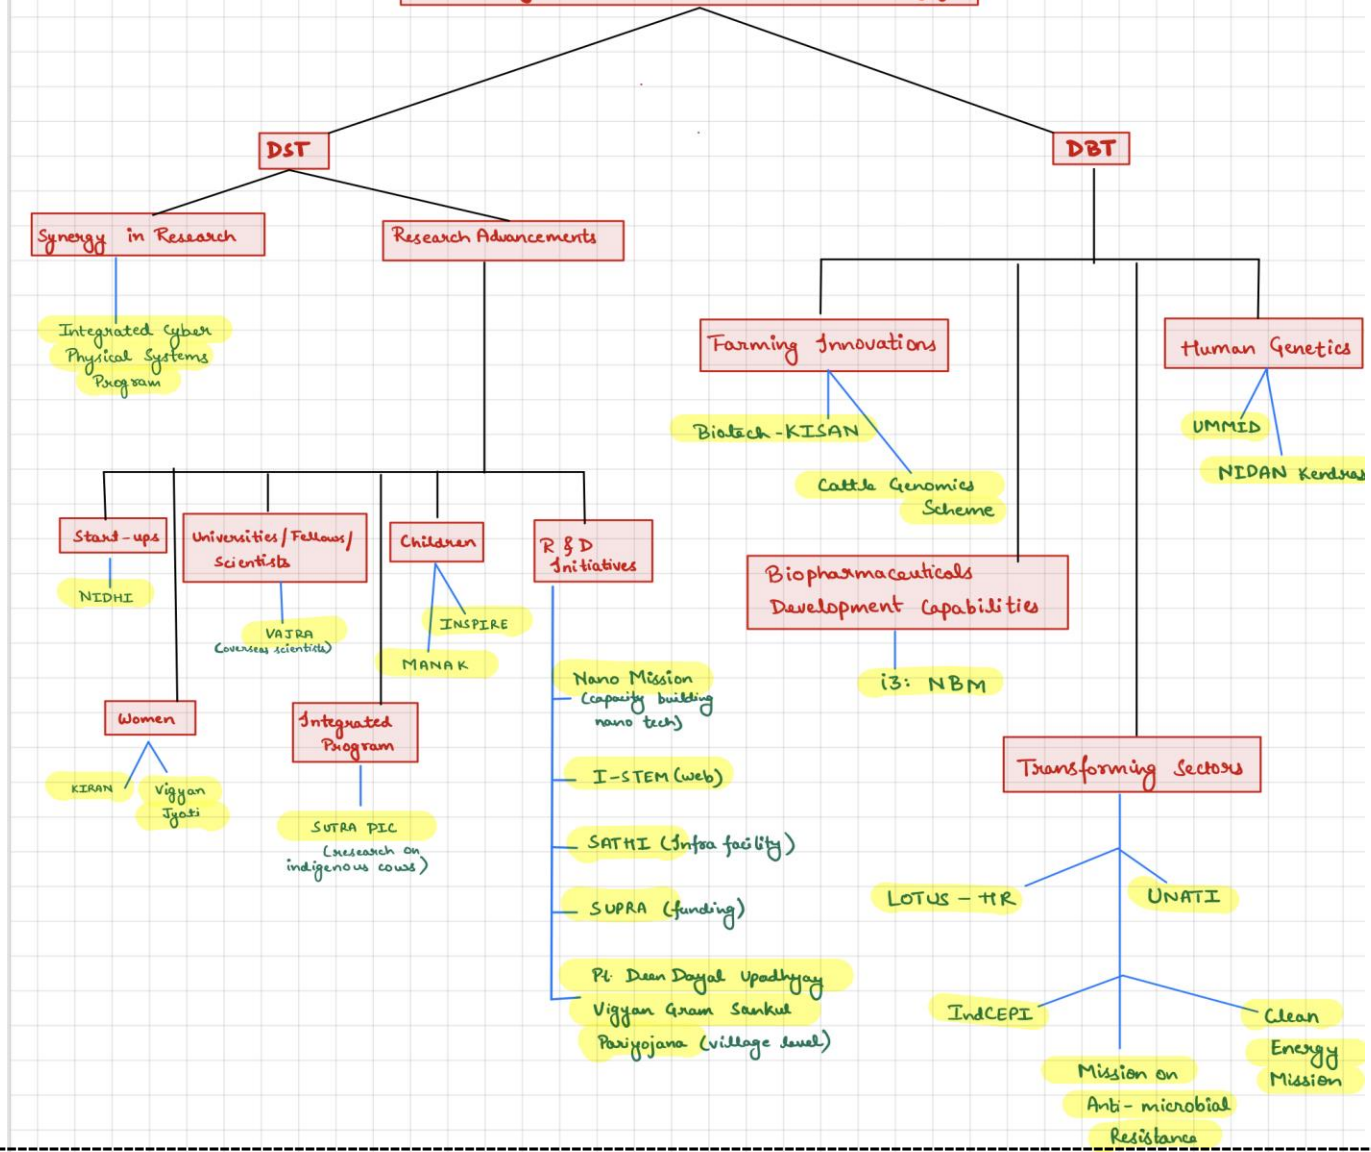 DST
DBT
Synergy in Research
Research Advancements
Integrated Cyber
Physical Systems
Program
Farming Innovations
Human Genetics
Biotech-KISAN
Cattle Genomics
Scheme
UMMID
NIDAN Kendras
Start-ups
NIDHI
Universities/Fellows/
Scientists
VAJRA
(overseas scientists)
Children
INSPIRE
MANAK
R & D
Initiatives
Biopharmaceuticals
Development Capabilities
i3: NBM
Women
KIRAN
Vigyan
Jyoti
Integrated
Program
SUTRA PIC
(research on
indigenous cows)
Nano Mission
(capacity building
nano tech)
I-STEM (web)
SATHI (Infra facility)
SUPRA (funding)
Pt. Deen Dayal Upadhyay
Vigyan Gram Sankul
Pariyojana (village level)
Transforming Sectors
LOTUS - HR
UNATI
IndCEPI
Mission on
Anti-microbial
Resistance
Clean
Energy
Mission